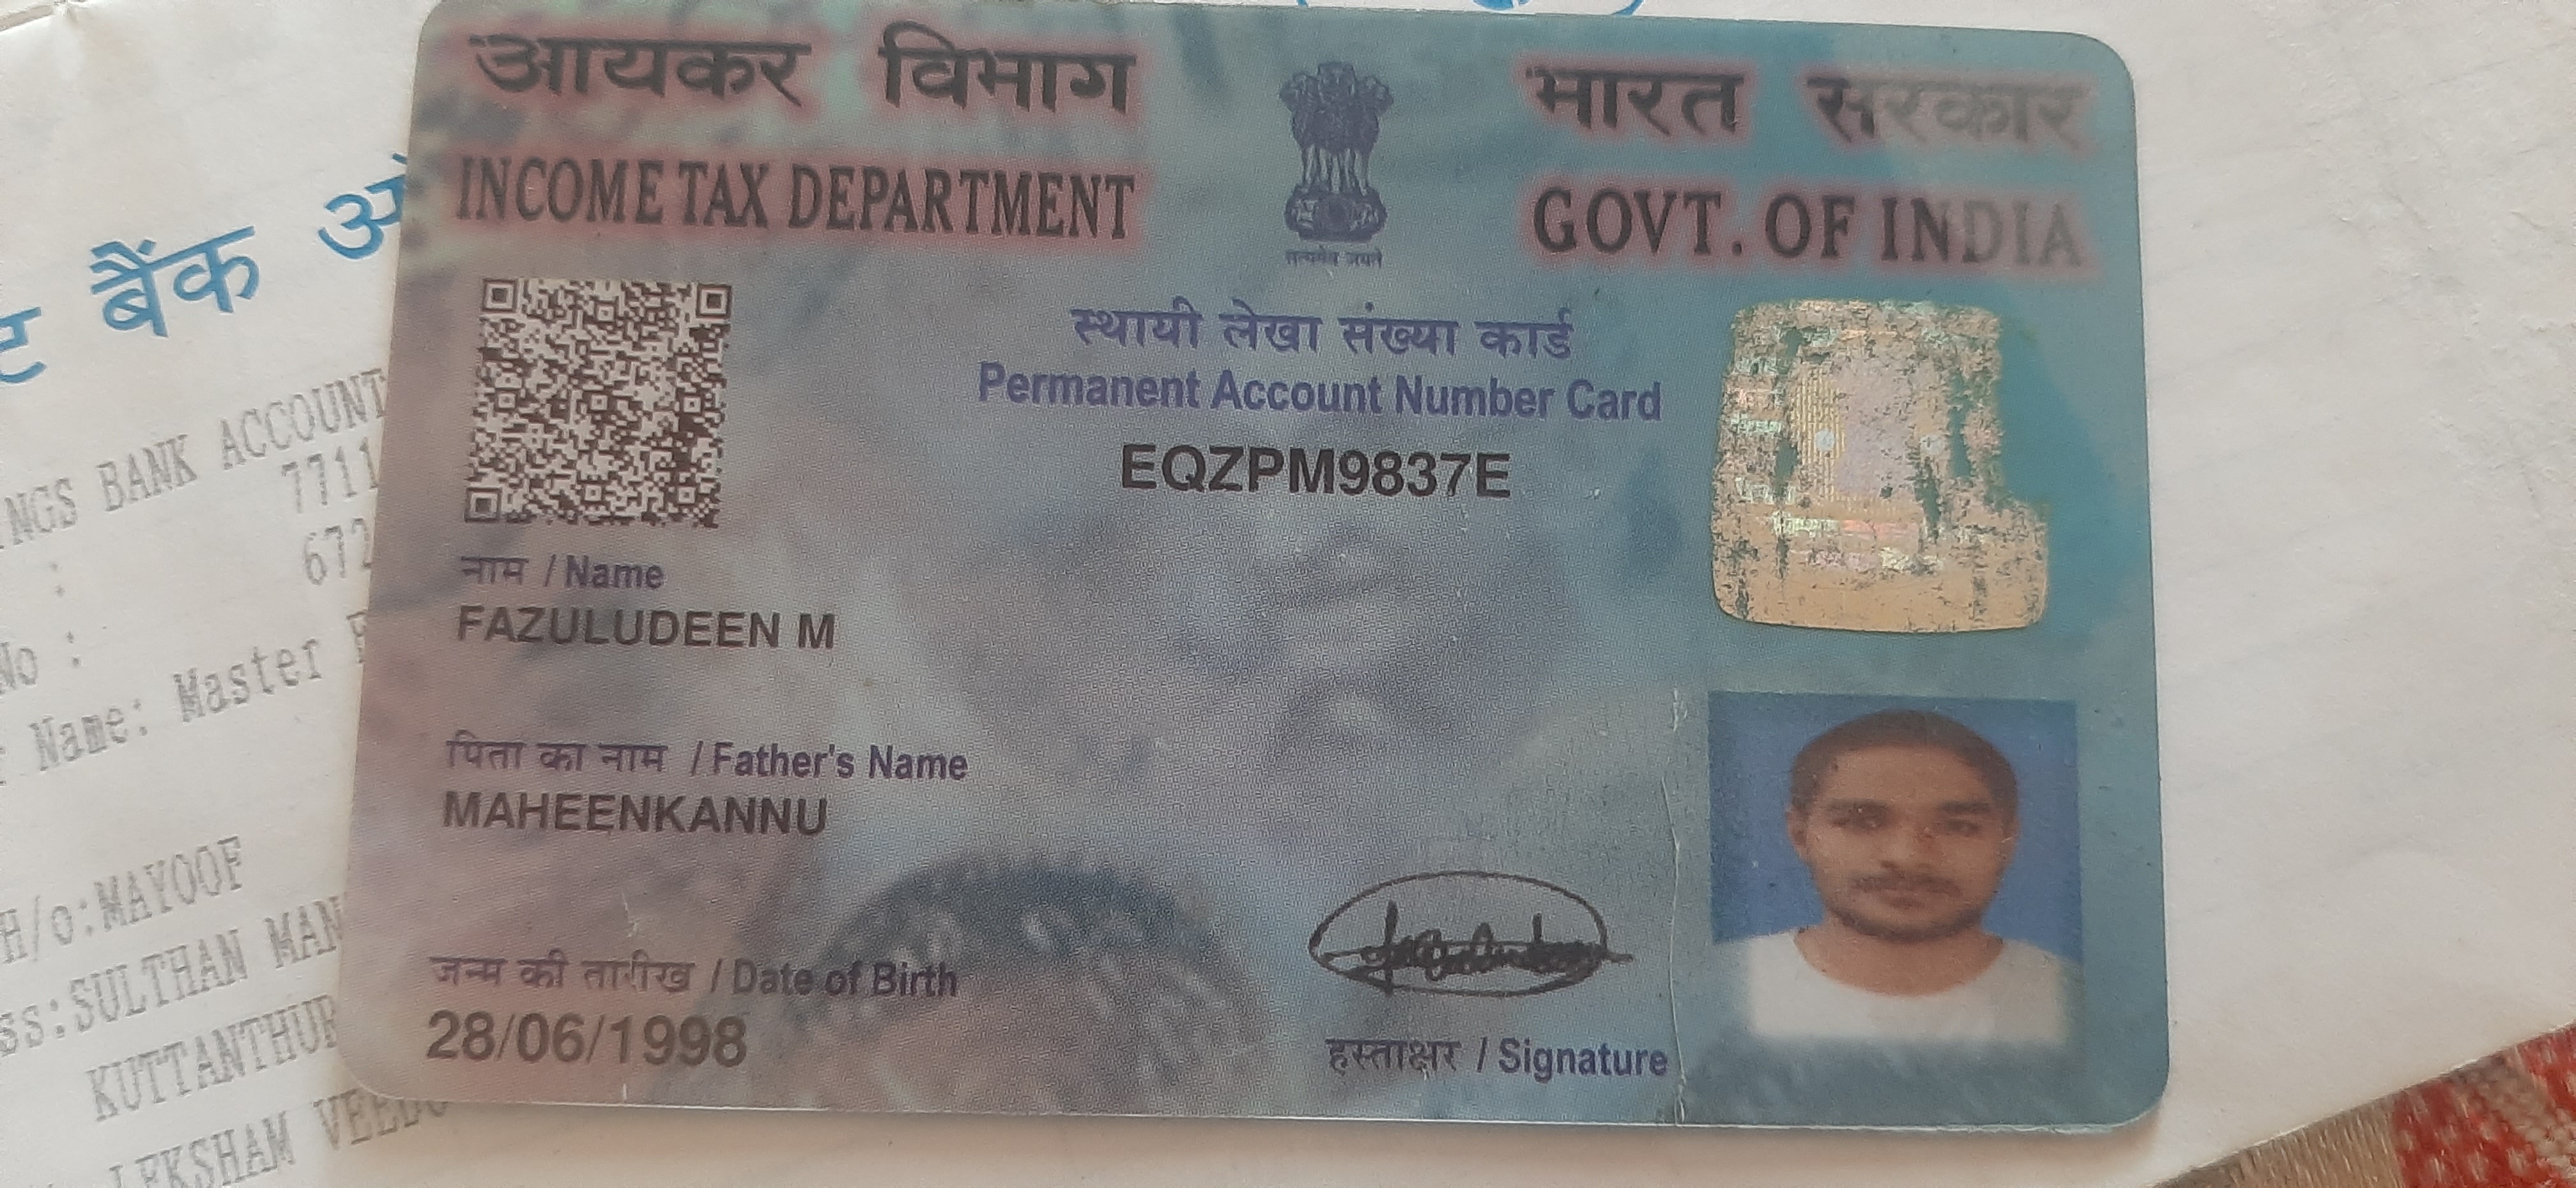 आयकर विभाग
INCOME TAX DEPARTMENT
भारत सरकार
GOVT. OF INDIA
सत्यमेव जयते
स्थायी लेखा संख्या कार्ड
Permanent Account Number Card
EQZPM9837E
नाम / Name
FAZULUDEEN M
पिता का नाम / Father's Name
MAHEENKANNU
जन्म की तारीख / Date of Birth
28/06/1998
हस्ताक्षर / Signature
बैंक
NGS BANK ACCOUNT
7711
No : 672
Name: Master
H/o:MAYOOF
ss:SULTHAN MAN
KUTTANTHUR